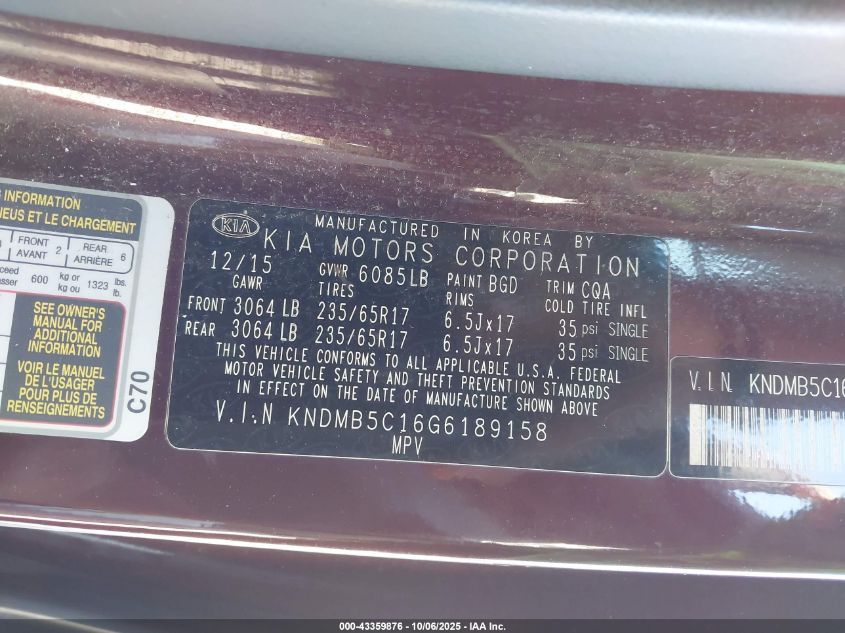 INFORMATION
NEUS ET LE CHARGEMENT
FRONT 2 REAR 6
AVANT ARRIÈRE
600 kg or 1323 lbs.
kg ou lb.
SEE OWNER'S
MANUAL FOR
ADDITIONAL
INFORMATION
VOIR LE MANUEL
DE L'USAGER
POUR PLUS DE
RENSEIGNEMENTS
C70
KIA
MANUFACTURED IN KOREA BY
KIA MOTORS CORPORATION
12/15 GVWR 6085LB PAINT BGD TRIM CQA
GAWR TIRES RIMS COLD TIRE INFL
FRONT 3064 LB 235/65R17 6.5Jx17 35 psi SINGLE
REAR 3064 LB 235/65R17 6.5Jx17 35 psi SINGLE
THIS VEHICLE CONFORMS TO ALL APPLICABLE U.S.A. FEDERAL
MOTOR VEHICLE SAFETY AND THEFT PREVENTION STANDARDS
IN EFFECT ON THE DATE OF MANUFACTURE SHOWN ABOVE
V.I.N KNDMB5C16G6189158
MPV
V.I.N. KNDMB5C16
000-43359876 - 10/06/2025 - IAA Inc.